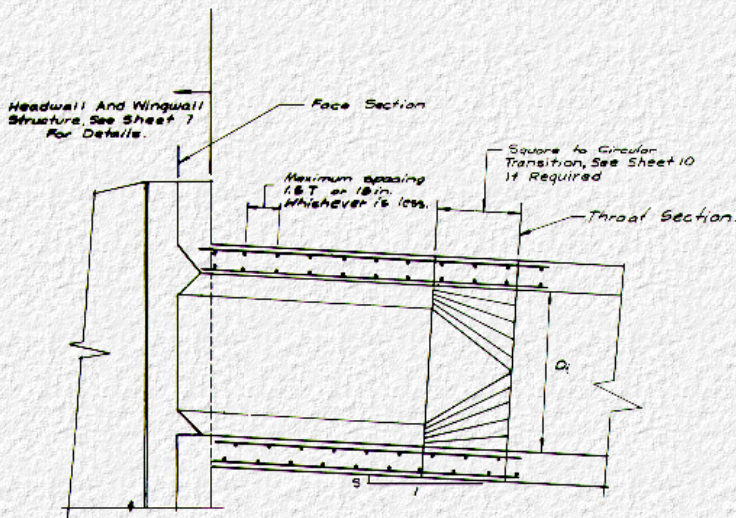 Headwall And Wingwall
Structure, See Sheet 7
For Details.
Face Section
Maximum spacing
1.5 T or 18 in.
Whichever is less.
Square to Circular
Transition, See Sheet 10
If Required
Throat Section
Di
S
1